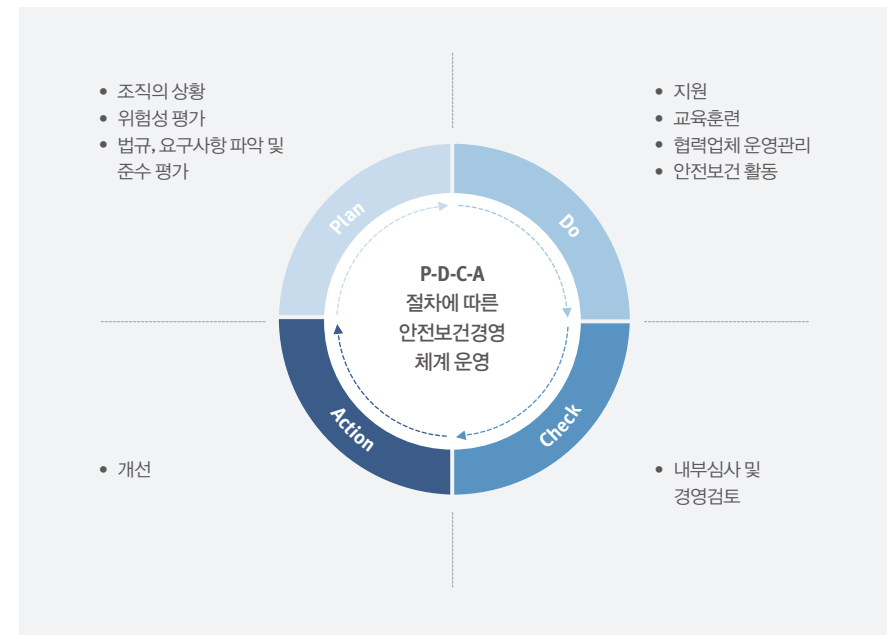 • 조직의 상황
• 위험성 평가
• 법규, 요구사항 파악 및
준수 평가
• 지원
• 교육훈련
• 협력업체 운영관리
• 안전보건 활동
Plan
Do
P-D-C-A
절차에 따른
안전보건경영
체계 운영
Action
Check
• 개선
• 내부심사 및
경영검토